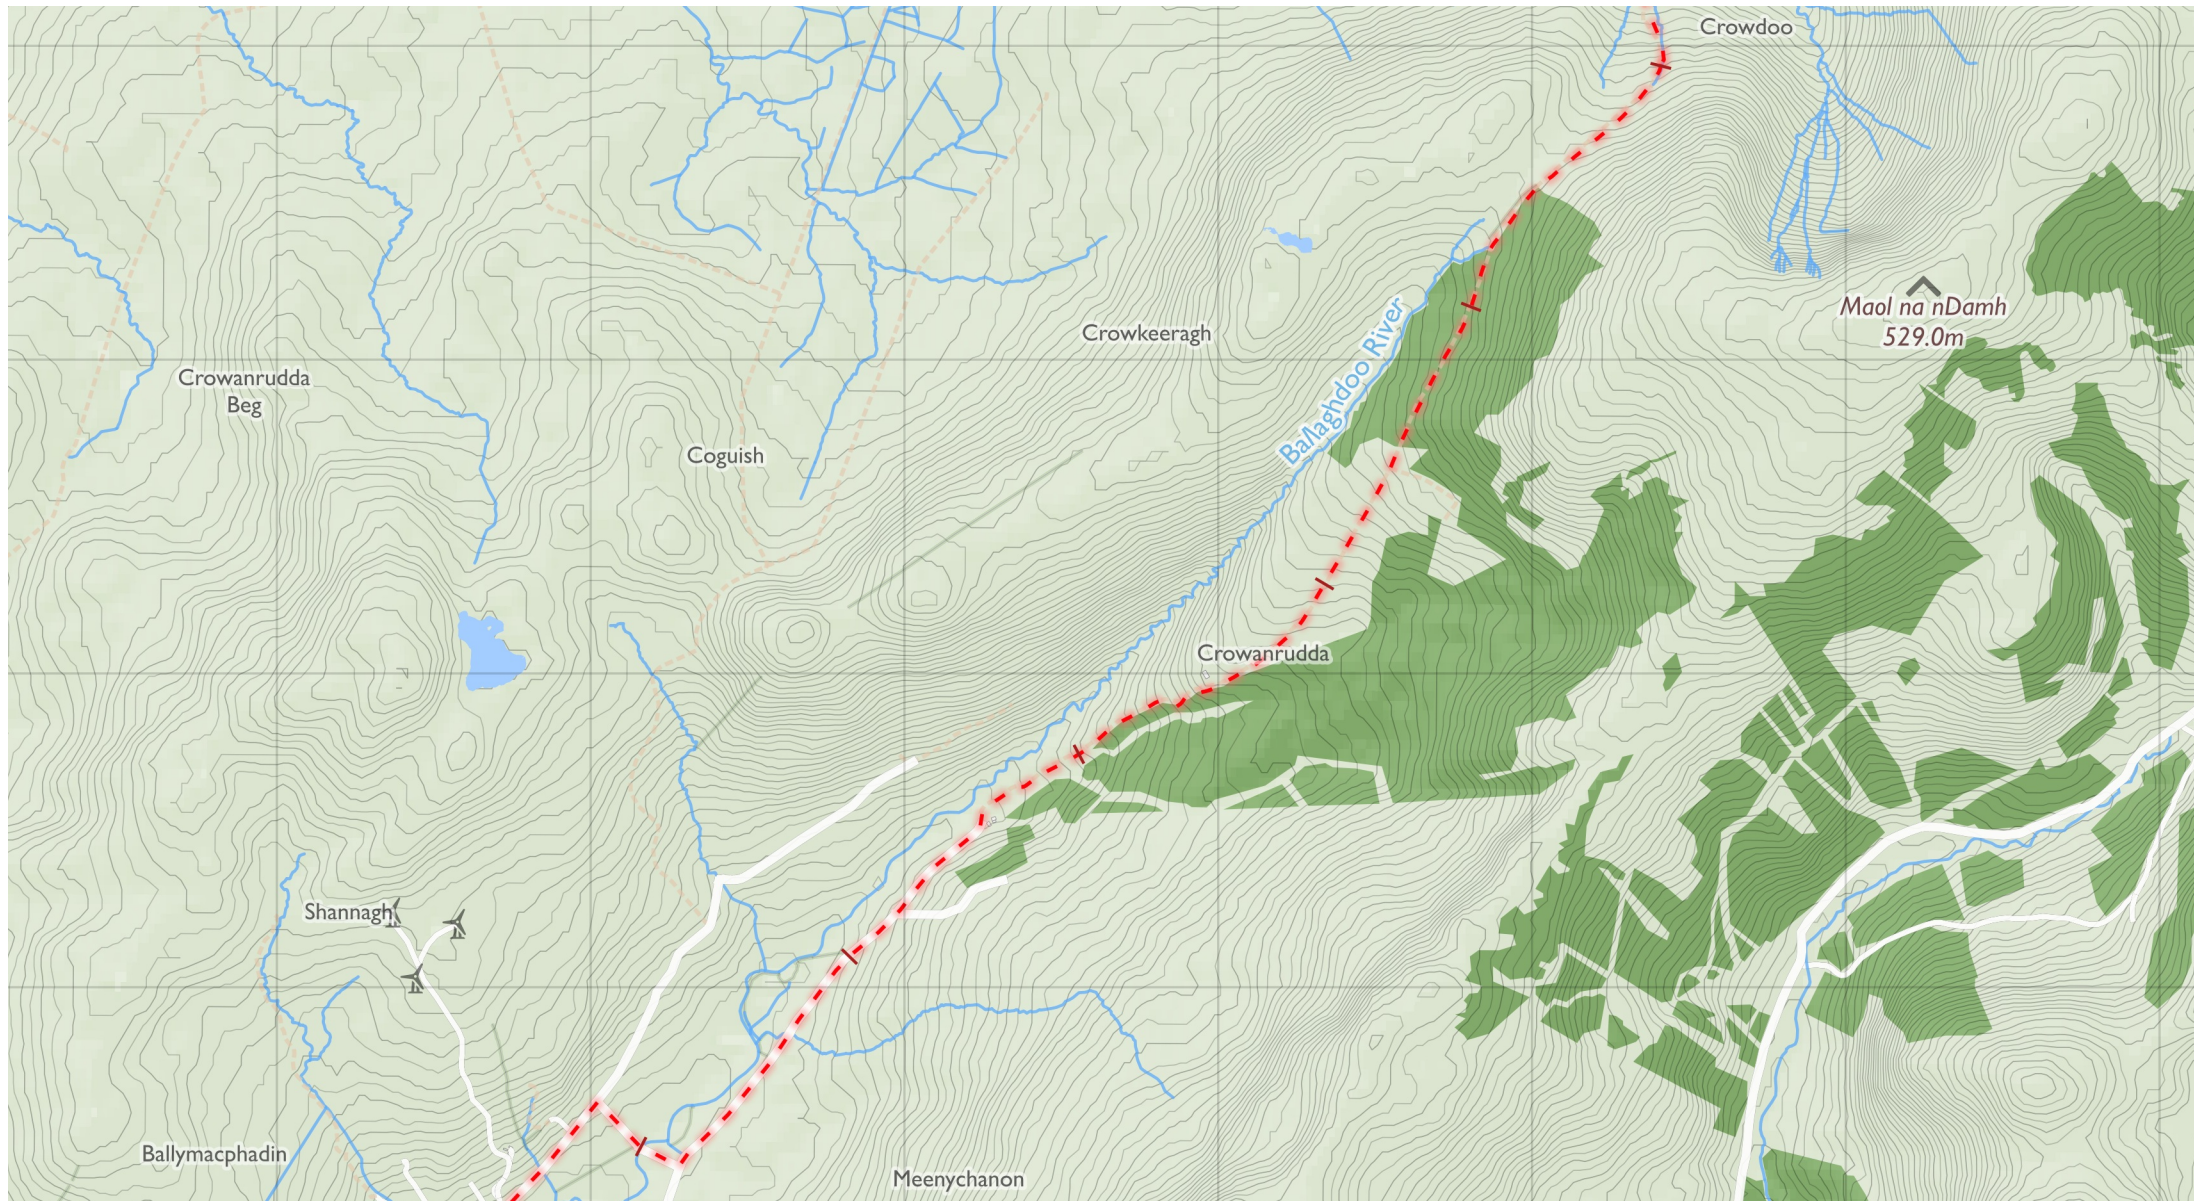 Crowdoo
Maol na nDamh
529.0m
Crowkeeragh
Ballaghdoo River
Crowanrudda
Beg
Coguish
Crowanrudda
Shannagh
Ballymacphadin
Meenychanon